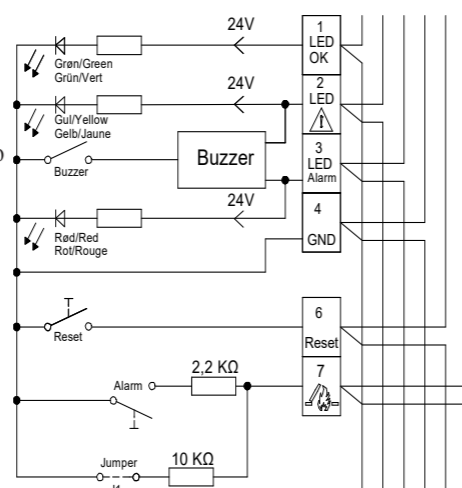 24V
1
LED
OK
Grøn/Green
Grün/Vert
24V
2
LED
Gul/Yellow
Gelb/Jaune
Buzzer
Buzzer
3
LED
Alarm
24V
4
GND
Rød/Red
Rot/Rouge
6
Reset
Reset
2,2 KΩ
7
Alarm
Jumper
10 KΩ